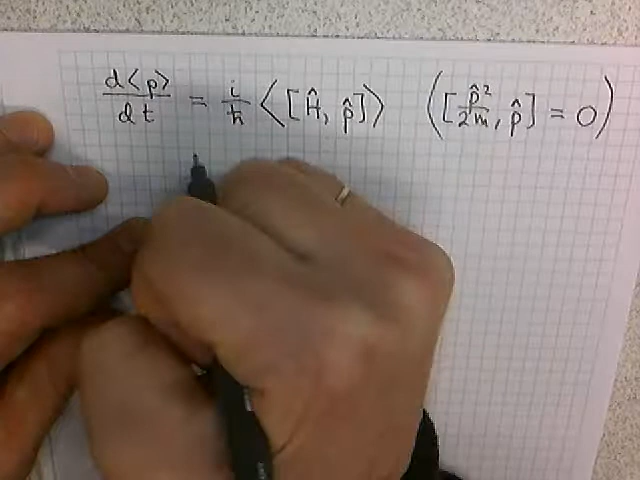 d⟨p⟩/dt = i/ħ ⟨[Ĥ, p̂]⟩ ([p̂²/2m, p̂] = 0)